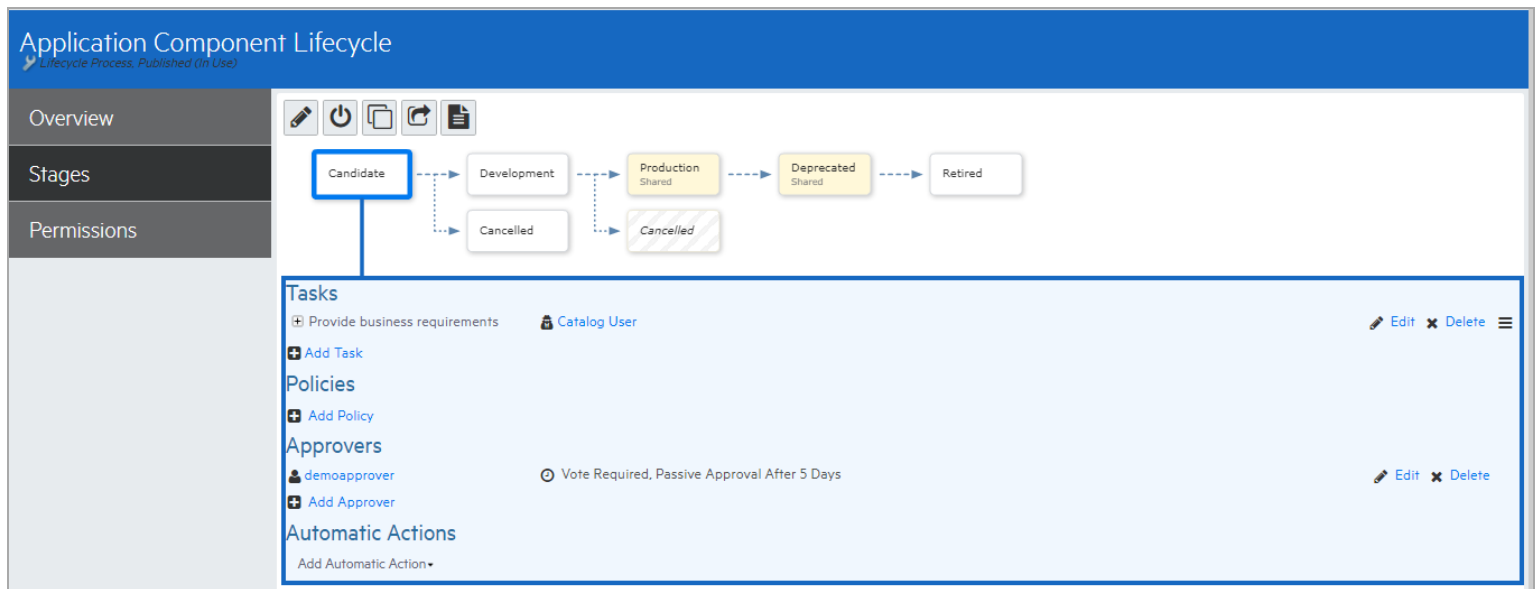 Application Component Lifecycle
Lifecycle Process, Published (In Use)
Overview
Stages
Permissions
Candidate
Development
Production
Shared
Deprecated
Shared
Retired
Cancelled
Cancelled
Tasks
Provide business requirements Catalog User Edit Delete
Add Task
Policies
Add Policy
Approvers
demoapprover Vote Required, Passive Approval After 5 Days Edit Delete
Add Approver
Automatic Actions
Add Automatic Action